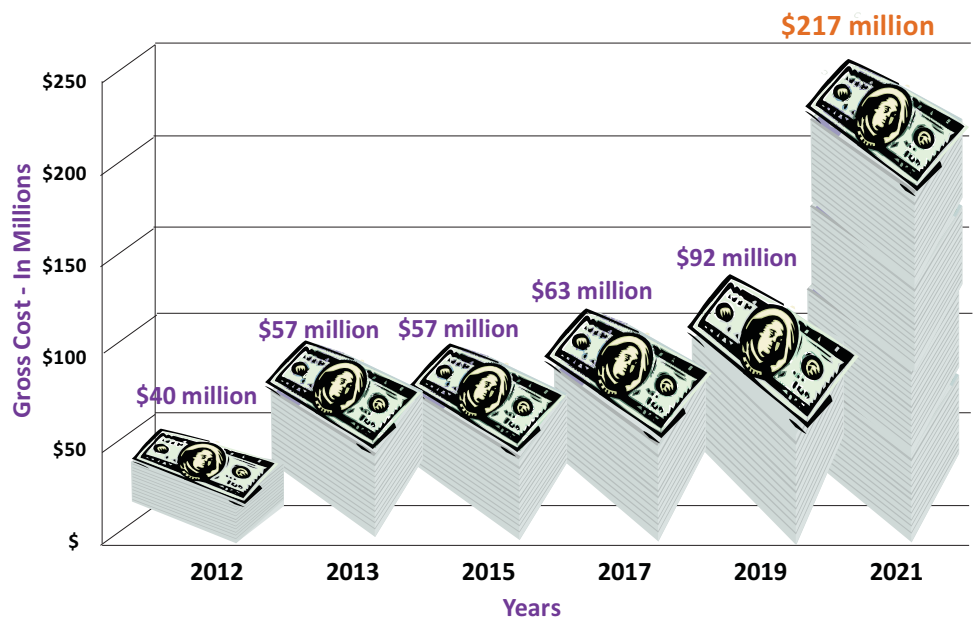 $217 million
$250
$200
$150
$100
$50
$
Gross Cost - In Millions
$40 million
$57 million
$57 million
$63 million
$92 million
2012
2013
2015
2017
2019
2021
Years